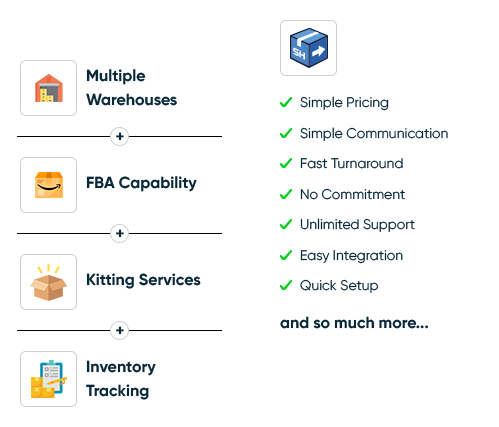 Multiple
Warehouses
+
FBA Capability
+
Kitting Services
+
Inventory
Tracking
SH
Simple Pricing
Simple Communication
Fast Turnaround
No Commitment
Unlimited Support
Easy Integration
Quick Setup
and so much more...